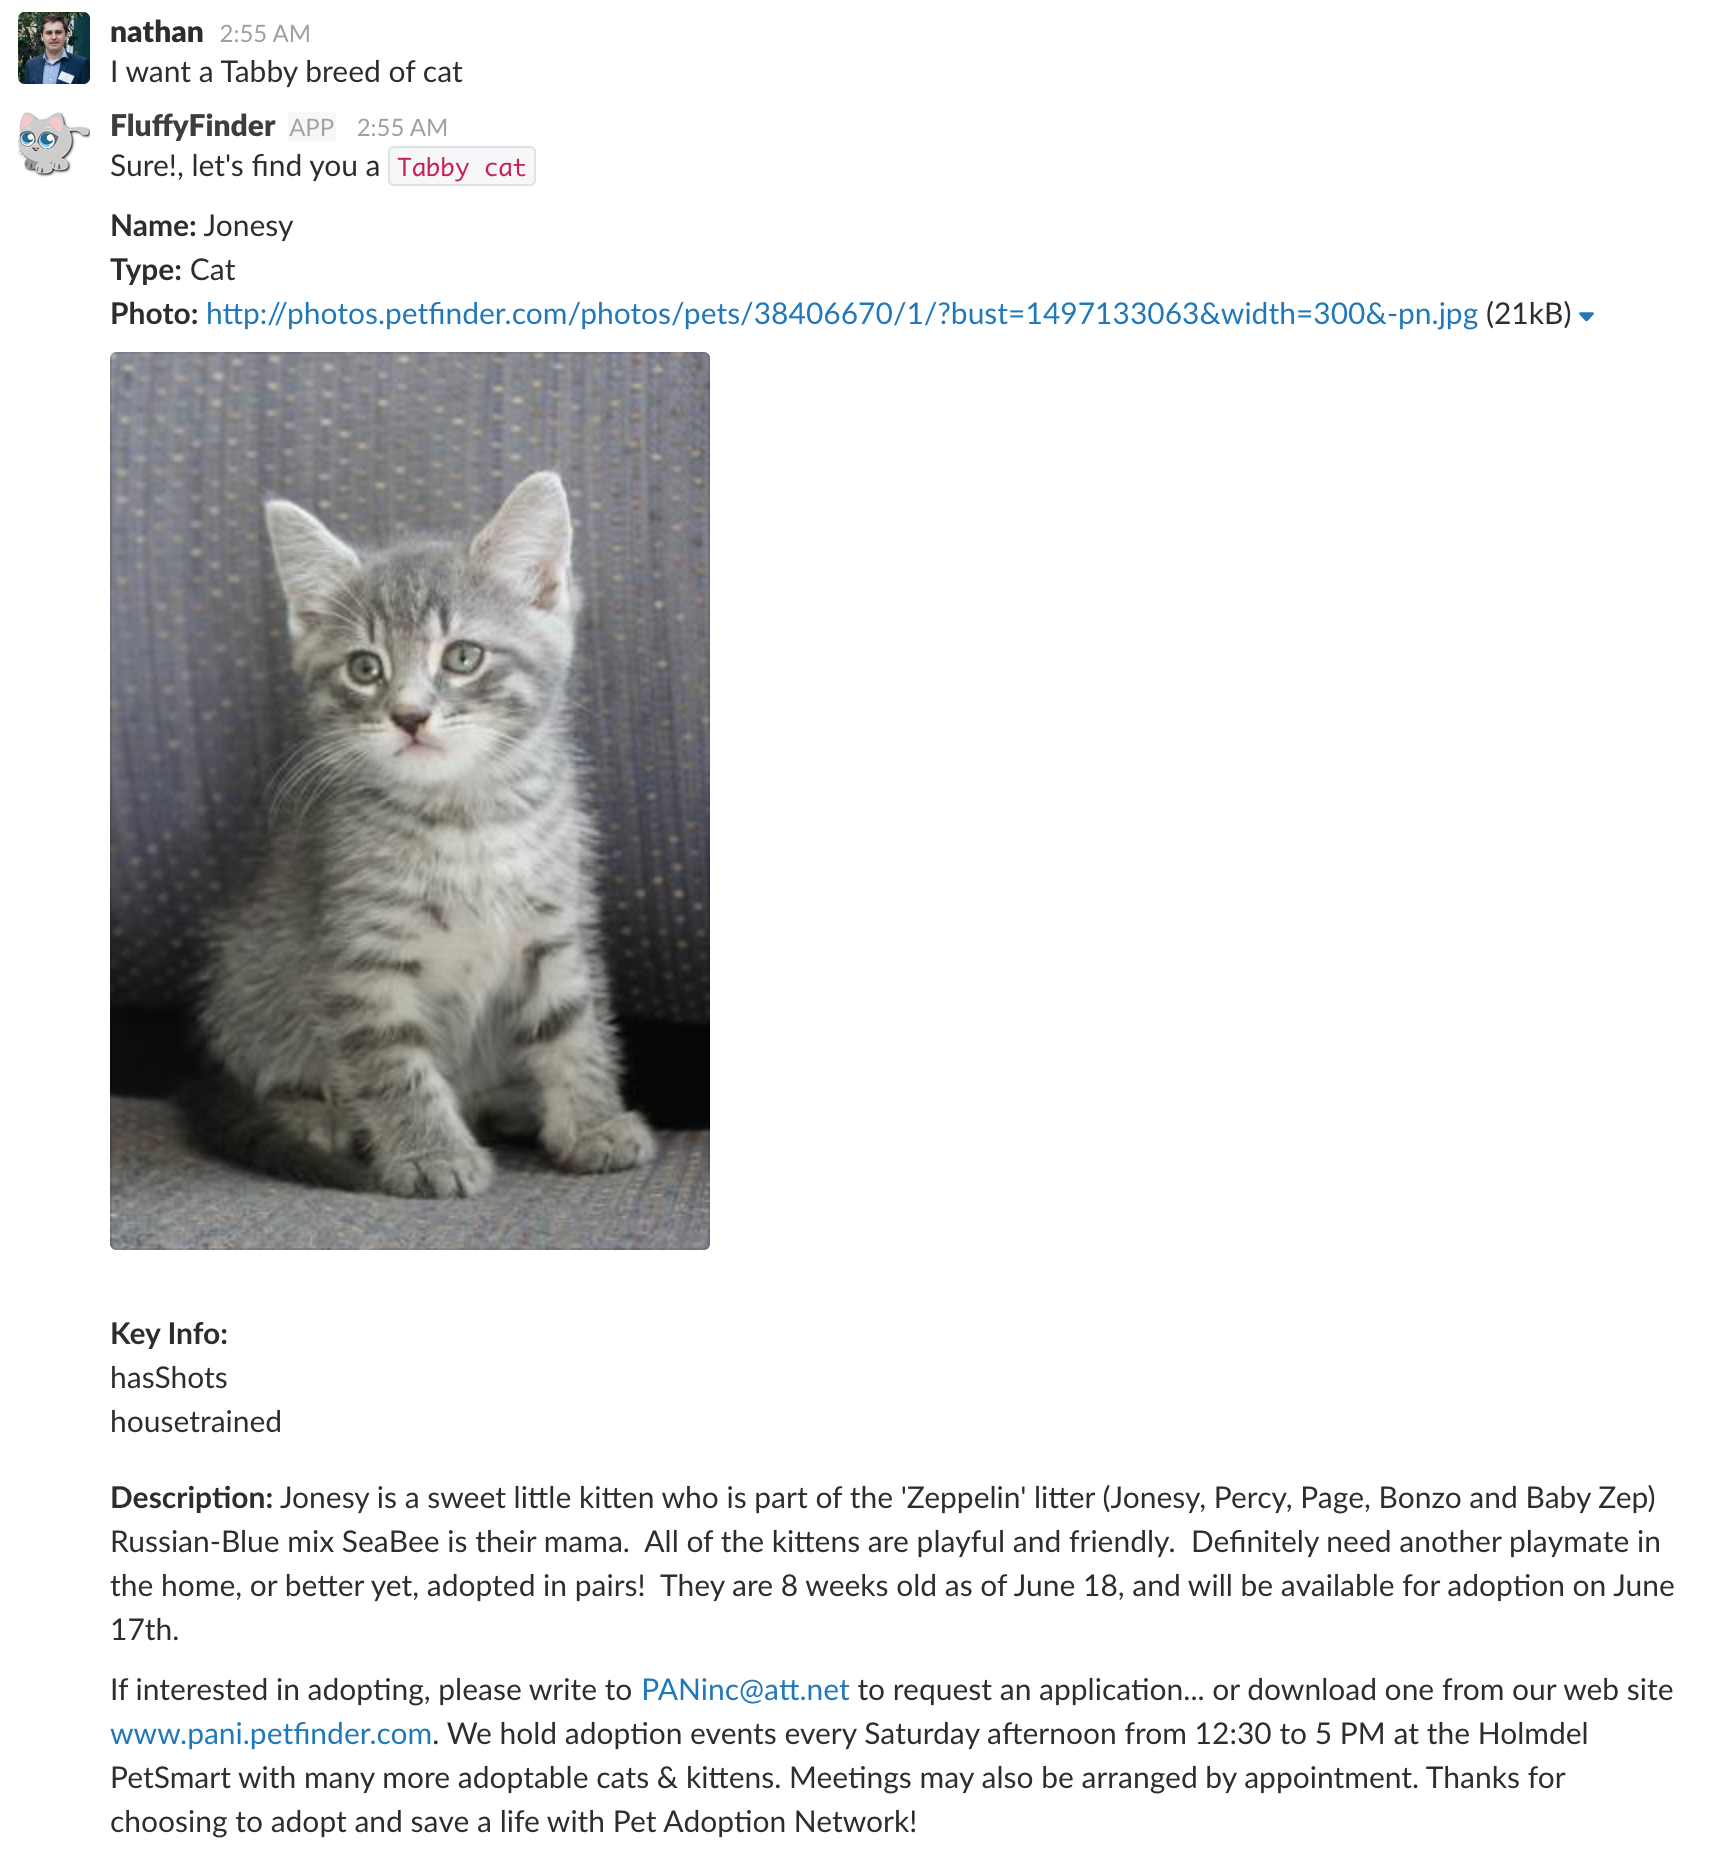 nathan 2:55 AM
I want a Tabby breed of cat
FluffyFinder APP 2:55 AM
Sure!, let's find you a Tabby cat
Name: Jonesy
Type: Cat
Photo: http://photos.petfinder.com/photos/pets/38406670/1/?bust=1497133063&width=300&-pn.jpg (21kB)
Key Info:
hasShots
housetrained
Description: Jonesy is a sweet little kitten who is part of the 'Zeppelin' litter (Jonesy, Percy, Page, Bonzo and Baby Zep)
Russian-Blue mix SeaBee is their mama.  All of the kittens are playful and friendly.  Definitely need another playmate in
the home, or better yet, adopted in pairs!  They are 8 weeks old as of June 18, and will be available for adoption on June
17th.
If interested in adopting, please write to PANinc@att.net to request an application... or download one from our web site
www.pani.petfinder.com. We hold adoption events every Saturday afternoon from 12:30 to 5 PM at the Holmdel
PetSmart with many more adoptable cats & kittens. Meetings may also be arranged by appointment. Thanks for
choosing to adopt and save a life with Pet Adoption Network!